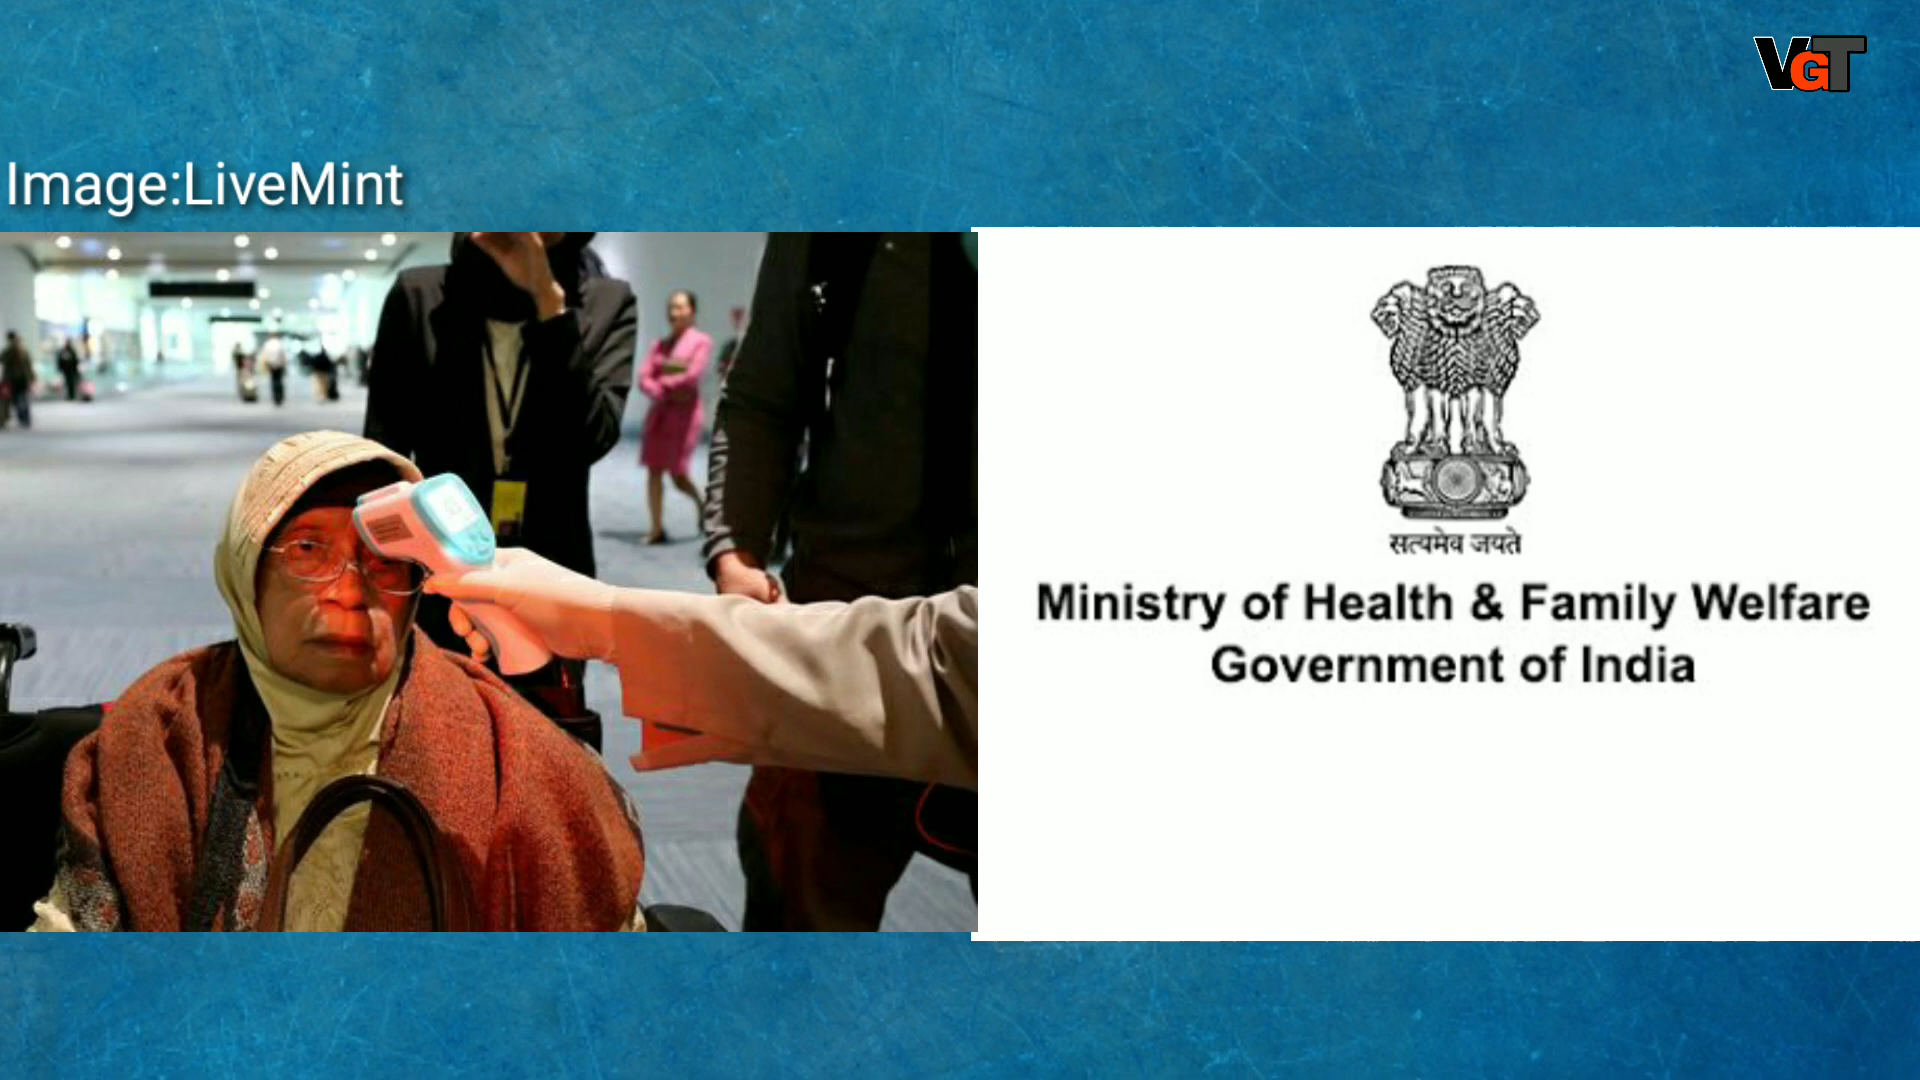 VGT
Image:LiveMint
सत्यमेव जयते
Ministry of Health & Family Welfare
Government of India